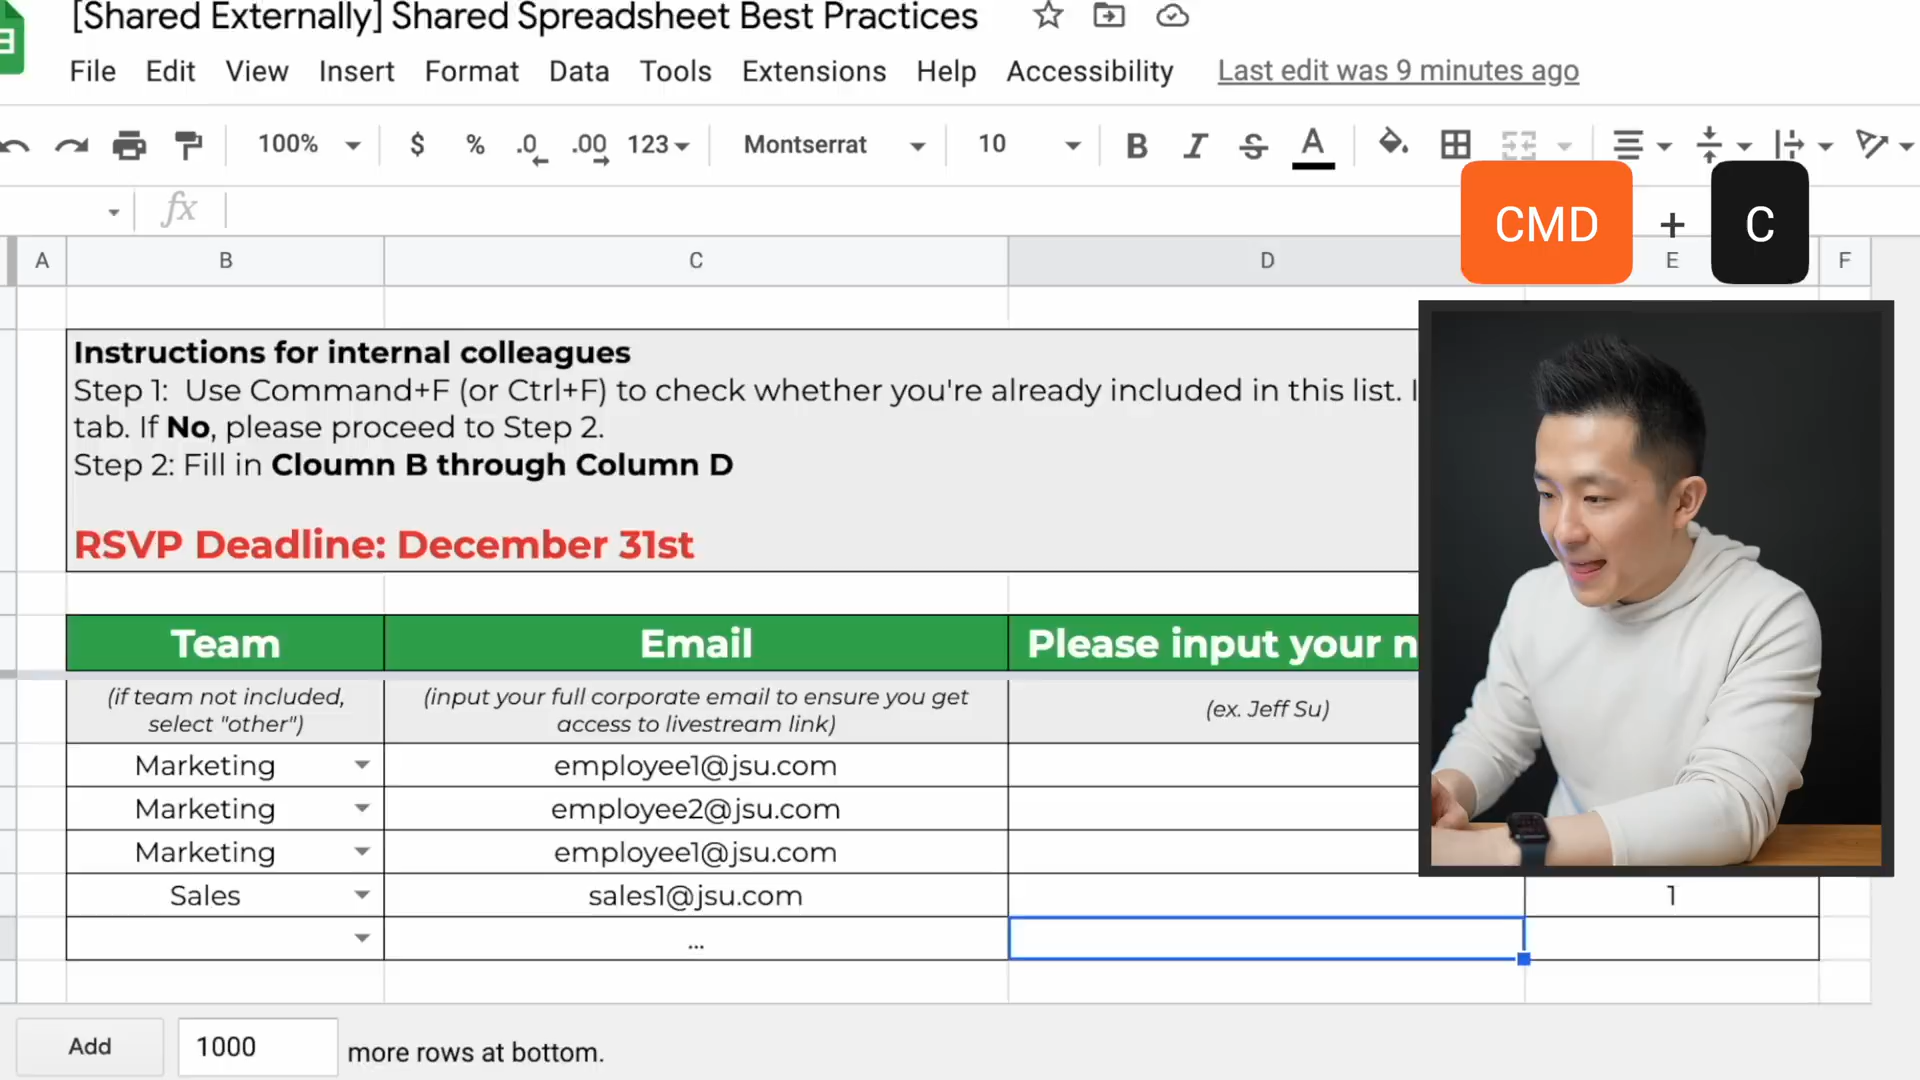 [Shared Externally] Shared Spreadsheet Best Practices
File Edit View Insert Format Data Tools Extensions Help Accessibility Last edit was 9 minutes ago
100% $ % .0 .00 123 Montserrat 10 B I S A
fx
CMD + C
A B C D E F
Instructions for internal colleagues
Step 1: Use Command+F (or Ctrl+F) to check whether you're already included in this list.
tab. If No, please proceed to Step 2.
Step 2: Fill in Cloumn B through Column D
RSVP Deadline: December 31st
Team Email Please input your n
(if team not included,
select "other")
(input your full corporate email to ensure you get
access to livestream link)
(ex. Jeff Su)
Marketing employee1@jsu.com
Marketing employee2@jsu.com
Marketing employee1@jsu.com
Sales sales1@jsu.com 1
...
Add 1000 more rows at bottom.